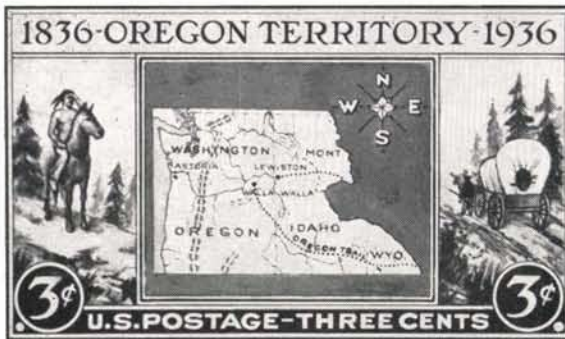 1836-OREGON TERRITORY-1936
N
W E
S
WASHINGTON MONT
ASTORIA LEWISTON
WALLA WALLA
OREGON IDAHO
OREGON TRAIL WYO.
3¢ 3¢
U.S. POSTAGE-THREE CENTS